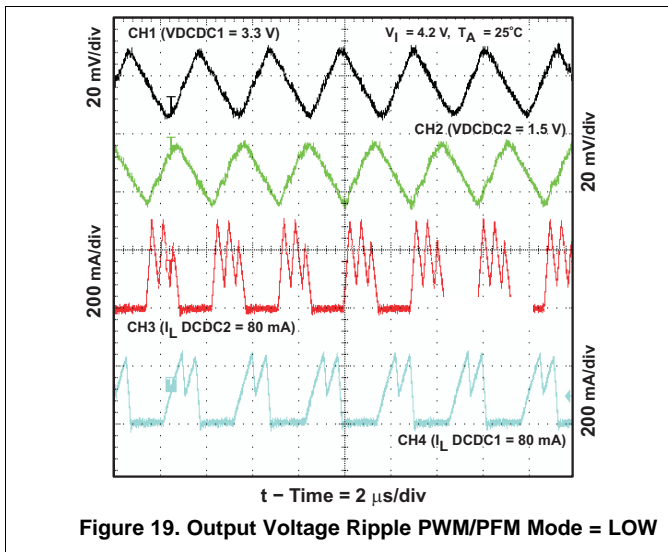 CH1 (VDCDC1 = 3.3 V)
V_I = 4.2 V, T_A = 25°C
20 mV/div
CH2 (VDCDC2 = 1.5 V)
20 mV/div
200 mA/div
CH3 (I_L DCDC2 = 80 mA)
200 mA/div
CH4 (I_L DCDC1 = 80 mA)
t – Time = 2 μs/div
Figure 19. Output Voltage Ripple PWM/PFM Mode = LOW